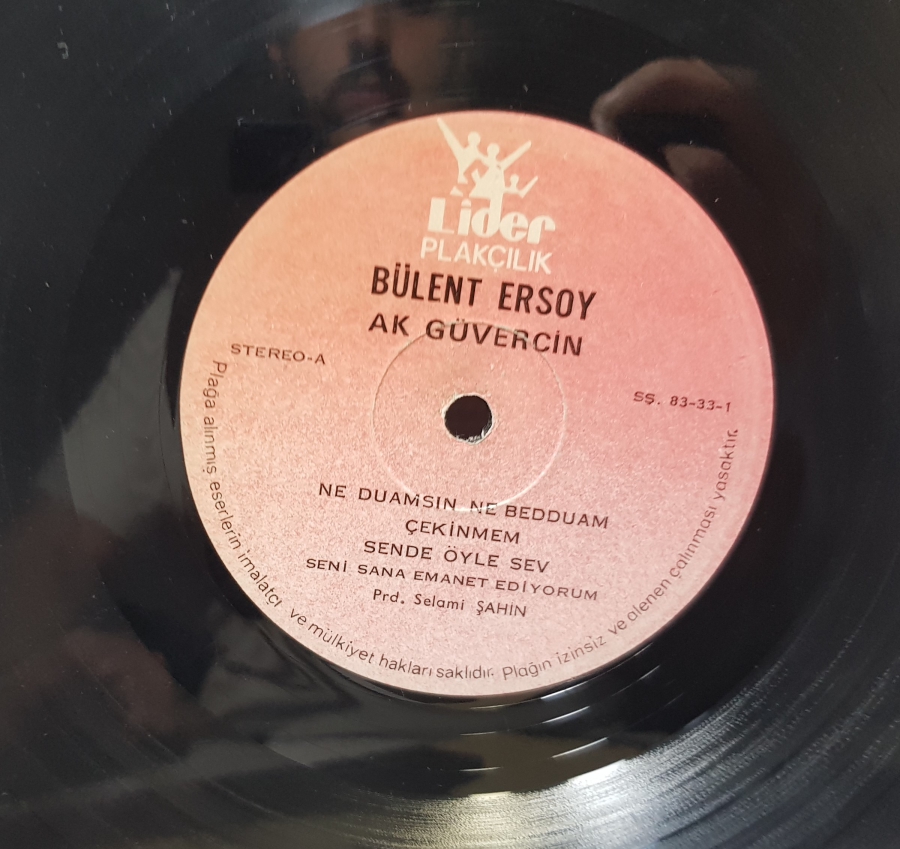 Lider
PLAKÇILIK
BÜLENT ERSOY
AK GÜVERCİN
STEREO-A
SŞ. 83-33-1
NE DUAMSIN NE BEDDUAM
ÇEKİNMEM
SENDE ÖYLE SEV
SENİ SANA EMANET EDİYORUM
Prd. Selami ŞAHİN
Plağa alınmış eserlerin imalatçı ve mülkiyet hakları saklıdır. Plağın izinsiz ve alenen çalınması yasaktır.